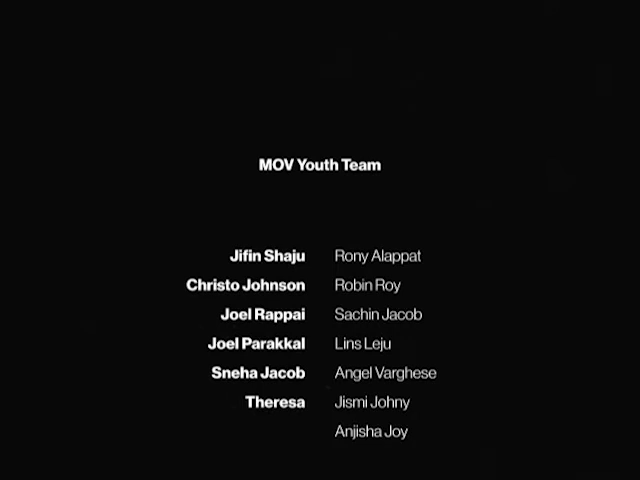 MOV Youth Team
Jifin Shaju Rony Alappat
Christo Johnson Robin Roy
Joel Rappai Sachin Jacob
Joel Parakkal Lins Leju
Sneha Jacob Angel Varghese
Theresa Jismi Johny
Anjisha Joy